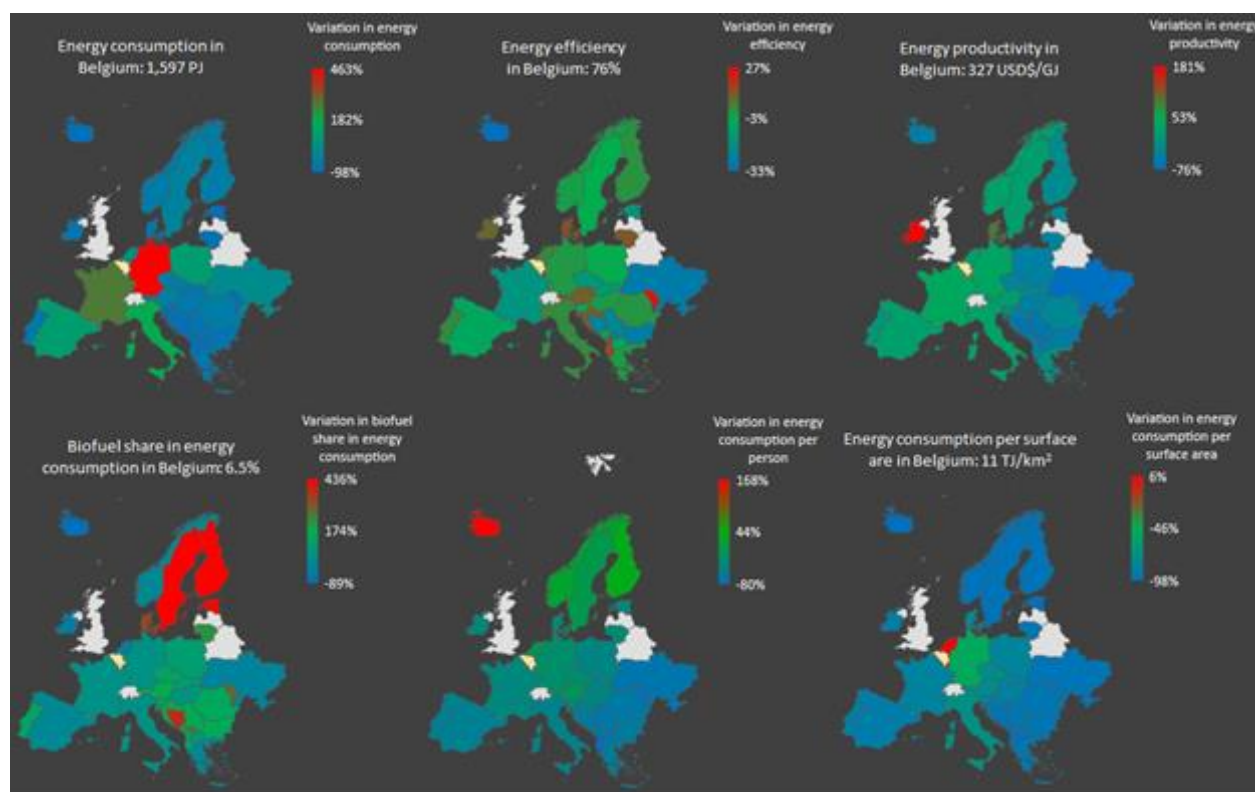 Energy consumption in
Belgium: 1,597 PJ
Variation in energy
consumption
463%
182%
-98%
Energy efficiency
in Belgium: 76%
Variation in energy
efficiency
27%
-3%
-33%
Energy productivity in
Belgium: 327 USD$/GJ
Variation in energy
productivity
181%
53%
-76%
Biofuel share in energy
consumption in Belgium: 6.5%
Variation in biofuel
share in energy
consumption
436%
174%
-89%
Variation in energy
consumption per
person
168%
44%
-80%
Energy consumption per surface
are in Belgium: 11 TJ/km²
Variation in energy
consumption per
surface area
6%
-46%
-98%